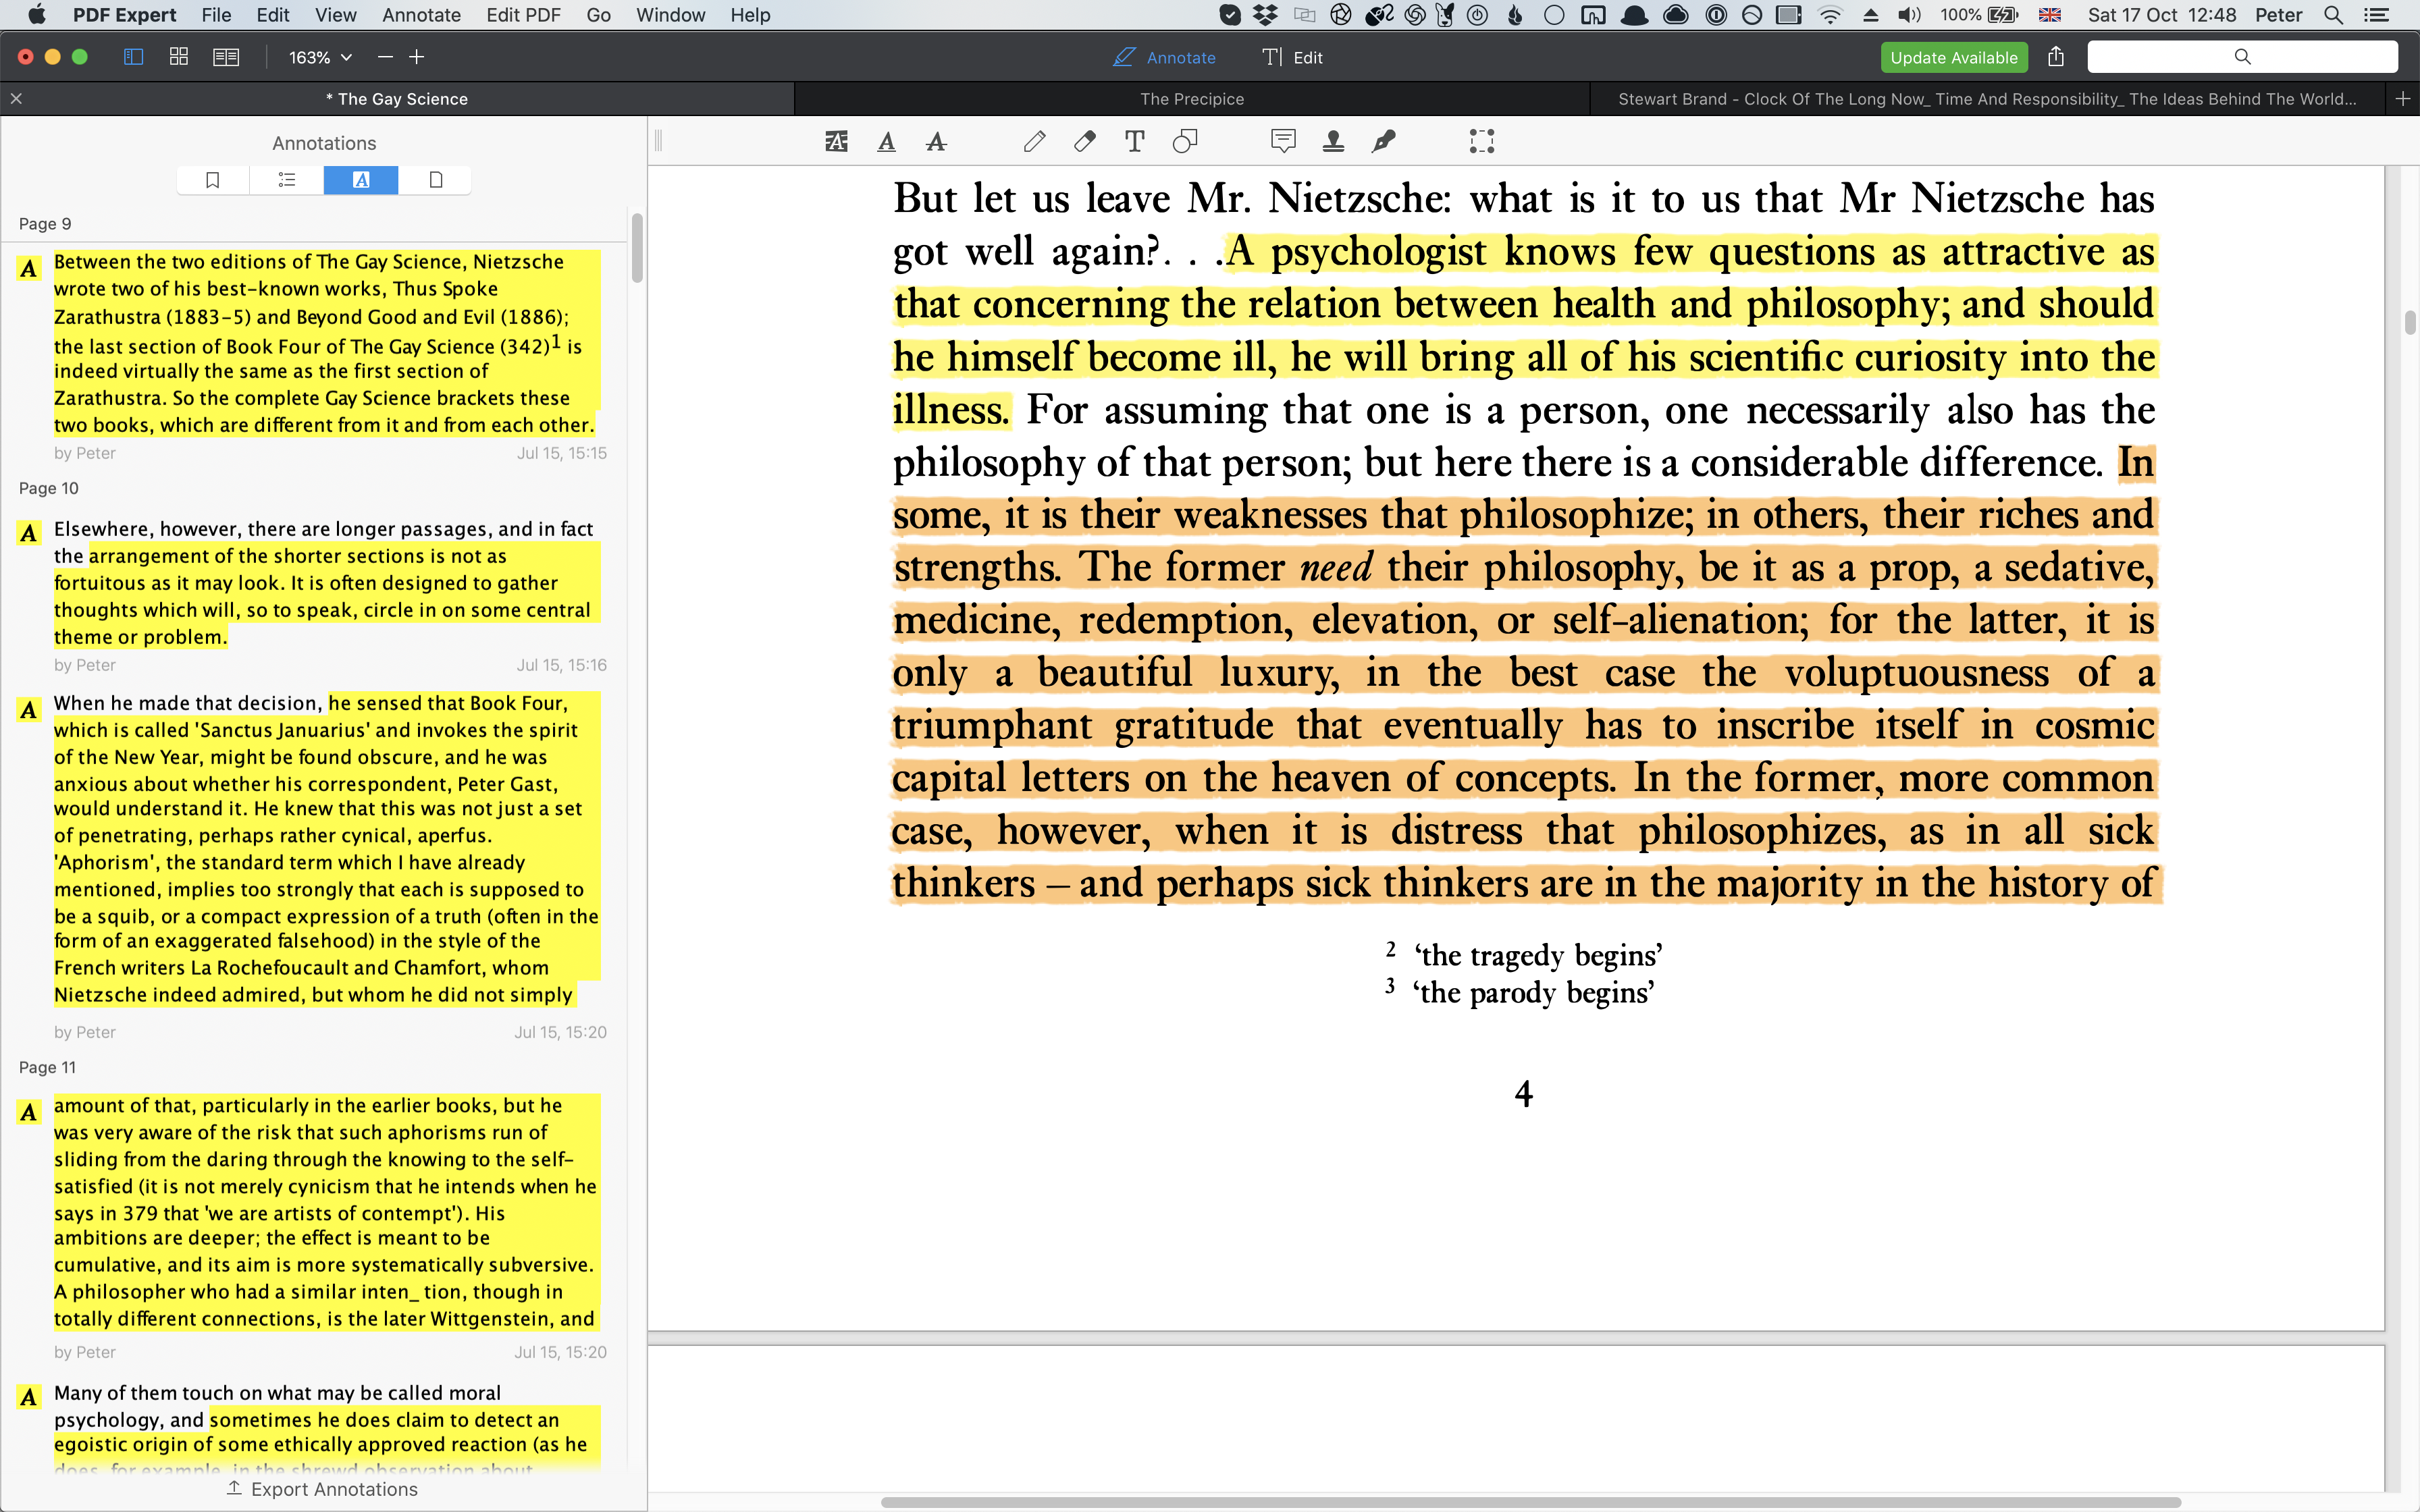 PDF Expert File Edit View Annotate Edit PDF Go Window Help 100% Sat 17 Oct 12:48 Peter
163% Annotate Edit Update Available
* The Gay Science The Precipice Stewart Brand - Clock Of The Long Now_ Time And Responsibility_ The Ideas Behind The World...
Annotations
Page 9
Between the two editions of The Gay Science, Nietzsche
wrote two of his best-known works, Thus Spoke
Zarathustra (1883-5) and Beyond Good and Evil (1886);
the last section of Book Four of The Gay Science (342)1 is
indeed virtually the same as the first section of
Zarathustra. So the complete Gay Science brackets these
two books, which are different from it and from each other.
by Peter Jul 15, 15:15
Page 10
Elsewhere, however, there are longer passages, and in fact
the arrangement of the shorter sections is not as
fortuitous as it may look. It is often designed to gather
thoughts which will, so to speak, circle in on some central
theme or problem.
by Peter Jul 15, 15:16
When he made that decision, he sensed that Book Four,
which is called 'Sanctus Januarius' and invokes the spirit
of the New Year, might be found obscure, and he was
anxious about whether his correspondent, Peter Gast,
would understand it. He knew that this was not just a set
of penetrating, perhaps rather cynical, aperfus.
'Aphorism', the standard term which I have already
mentioned, implies too strongly that each is supposed to
be a squib, or a compact expression of a truth (often in the
form of an exaggerated falsehood) in the style of the
French writers La Rochefoucault and Chamfort, whom
Nietzsche indeed admired, but whom he did not simply
by Peter Jul 15, 15:20
Page 11
amount of that, particularly in the earlier books, but he
was very aware of the risk that such aphorisms run of
sliding from the daring through the knowing to the self-
satisfied (it is not merely cynicism that he intends when he
says in 379 that 'we are artists of contempt'). His
ambitions are deeper; the effect is meant to be
cumulative, and its aim is more systematically subversive.
A philosopher who had a similar inten_ tion, though in
totally different connections, is the later Wittgenstein, and
by Peter Jul 15, 15:20
Many of them touch on what may be called moral
psychology, and sometimes he does claim to detect an
egoistic origin of some ethically approved reaction (as he
does, for example, in the shrewd observation about
Export Annotations
But let us leave Mr. Nietzsche: what is it to us that Mr Nietzsche has
got well again?. . .A psychologist knows few questions as attractive as
that concerning the relation between health and philosophy; and should
he himself become ill, he will bring all of his scientific curiosity into the
illness. For assuming that one is a person, one necessarily also has the
philosophy of that person; but here there is a considerable difference. In
some, it is their weaknesses that philosophize; in others, their riches and
strengths. The former need their philosophy, be it as a prop, a sedative,
medicine, redemption, elevation, or self-alienation; for the latter, it is
only a beautiful luxury, in the best case the voluptuousness of a
triumphant gratitude that eventually has to inscribe itself in cosmic
capital letters on the heaven of concepts. In the former, more common
case, however, when it is distress that philosophizes, as in all sick
thinkers – and perhaps sick thinkers are in the majority in the history of
2 ‘the tragedy begins’
3 ‘the parody begins’
4